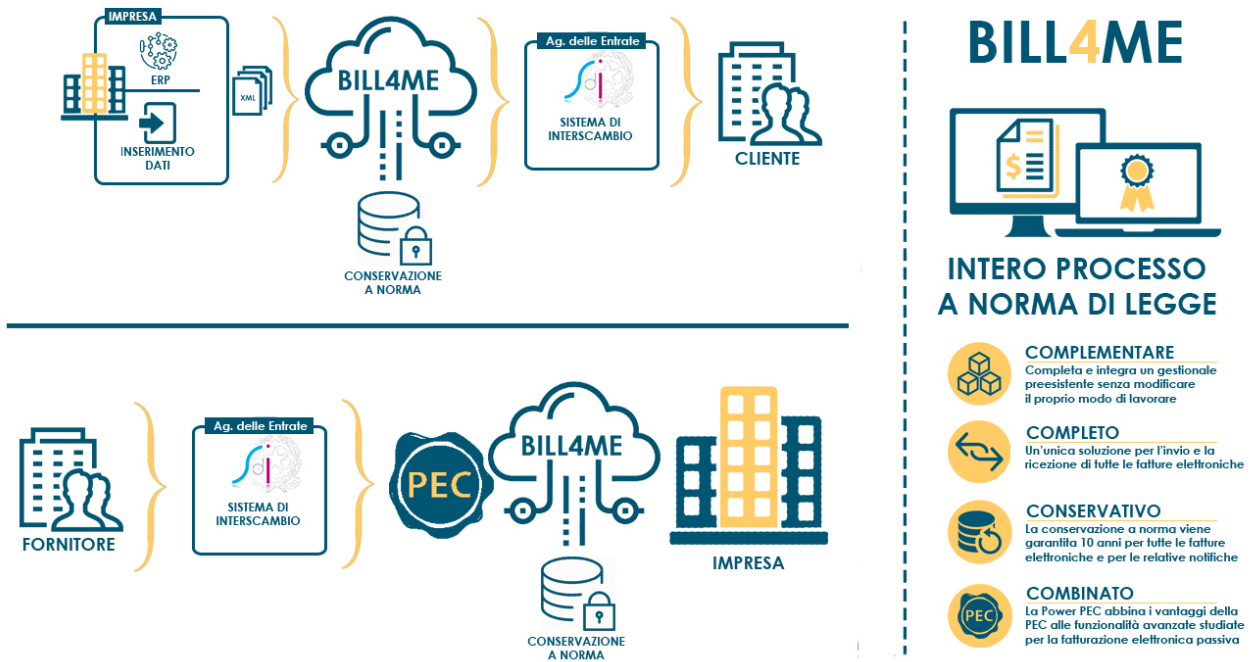 IMPRESA
ERP
INSERIMENTO
DATI
XML
BILL4ME
CONSERVAZIONE
A NORMA
Ag. delle Entrate
Sdi
SISTEMA DI
INTERSCAMBIO
CLIENTE
FORNITORE
Ag. delle Entrate
Sdi
SISTEMA DI
INTERSCAMBIO
PEC
BILL4ME
CONSERVAZIONE
A NORMA
IMPRESA
BILL4ME
$
INTERO PROCESSO
A NORMA DI LEGGE
COMPLEMENTARE
Completa e integra un gestionale
preesistente senza modificare
il proprio modo di lavorare
COMPLETO
Un'unica soluzione per l'invio e la
ricezione di tutte le fatture elettroniche
CONSERVATIVO
La conservazione a norma viene
garantita 10 anni per tutte le fatture
elettroniche e per le relative notifiche
PEC
COMBINATO
La Power PEC abbina i vantaggi della
PEC alle funzionalità avanzate studiate
per la fatturazione elettronica passiva